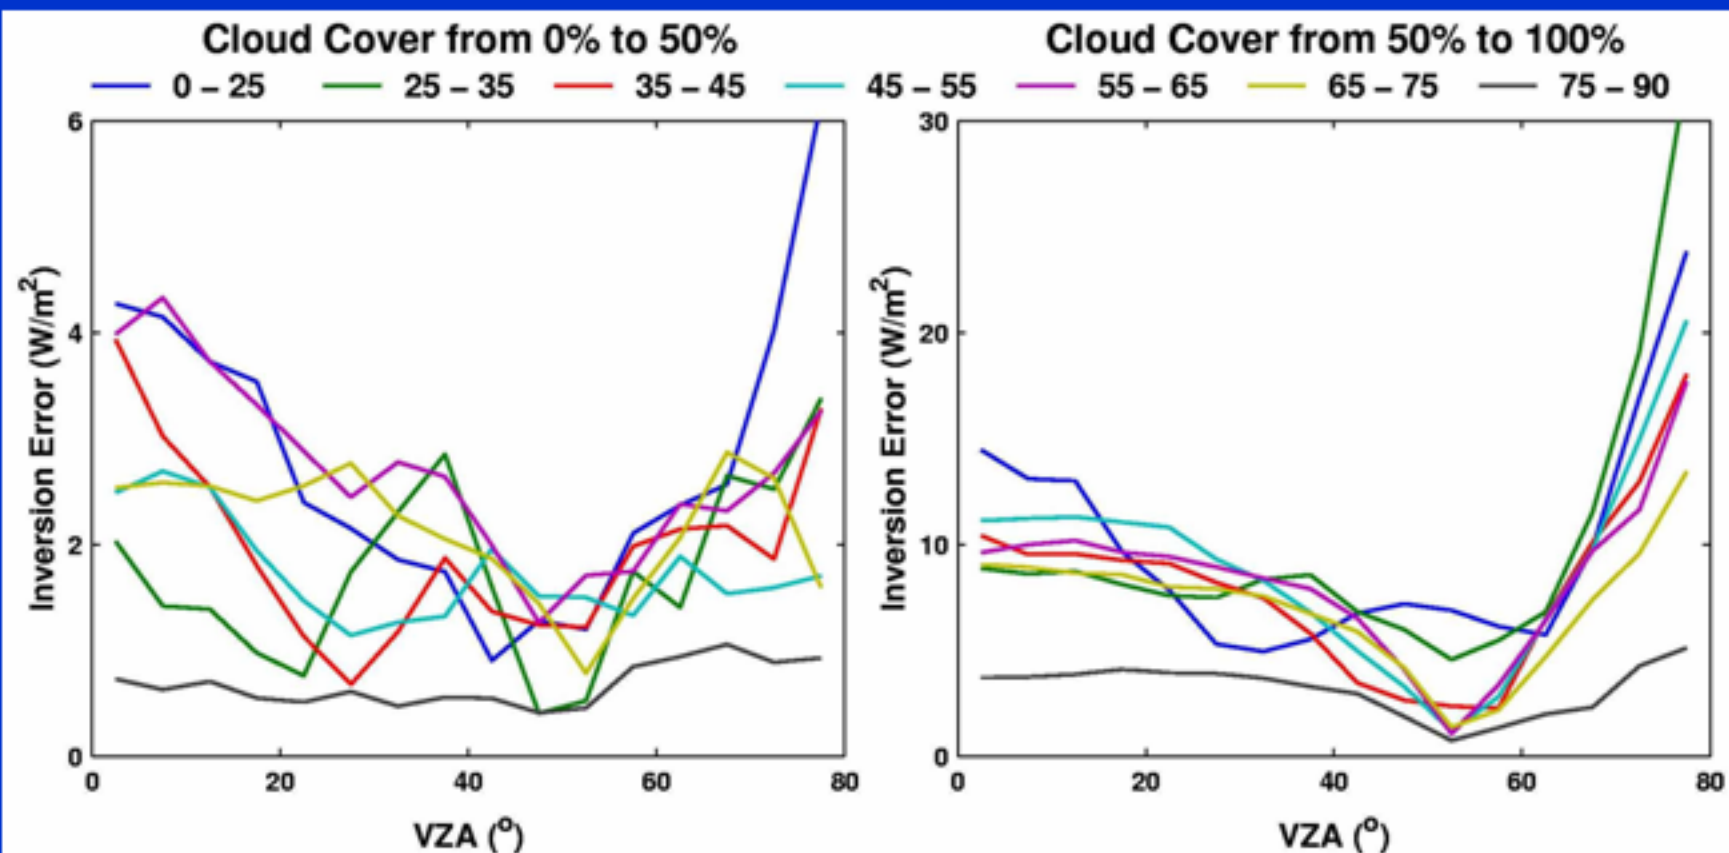 Cloud Cover from 0% to 50%
Cloud Cover from 50% to 100%
0 – 25 25 – 35 35 – 45 45 – 55 55 – 65 65 – 75 75 – 90
6
4
2
0
0 20 40 60 80
Inversion Error (W/m²)
VZA (°)
30
20
10
0
0 20 40 60 80
Inversion Error (W/m²)
VZA (°)